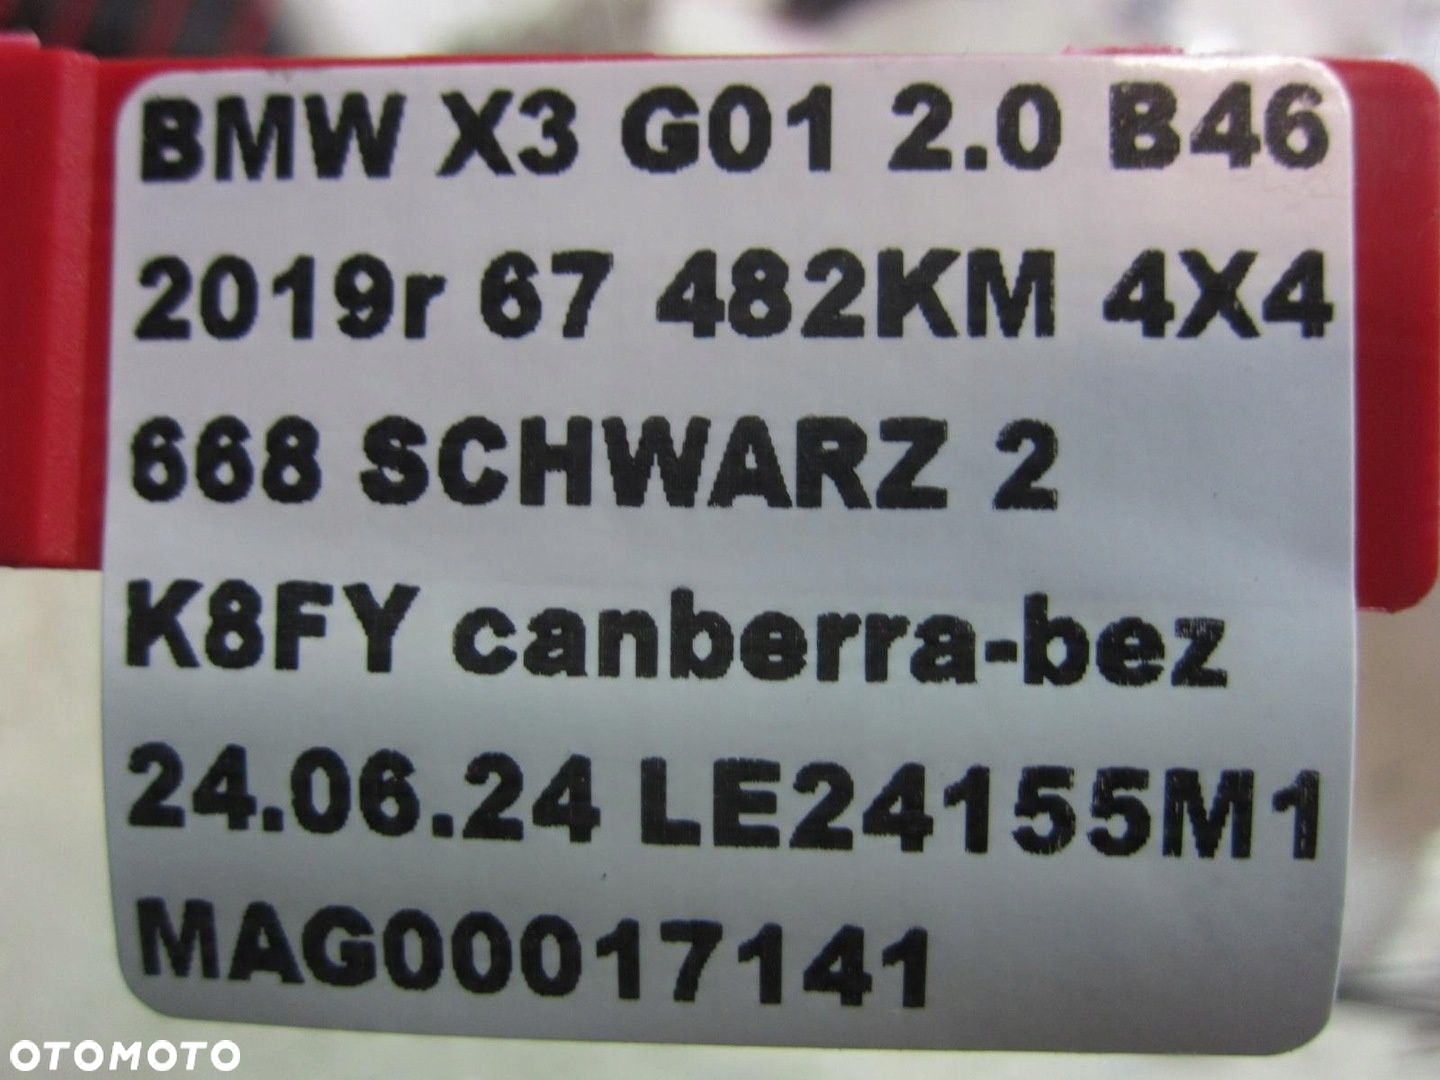 BMW X3 G01 2.0 B46
2019r 67 482KM 4X4
668 SCHWARZ 2
K8FY canberra-bez
24.06.24 LE24155M1
MAG00017141
OTOMOTO